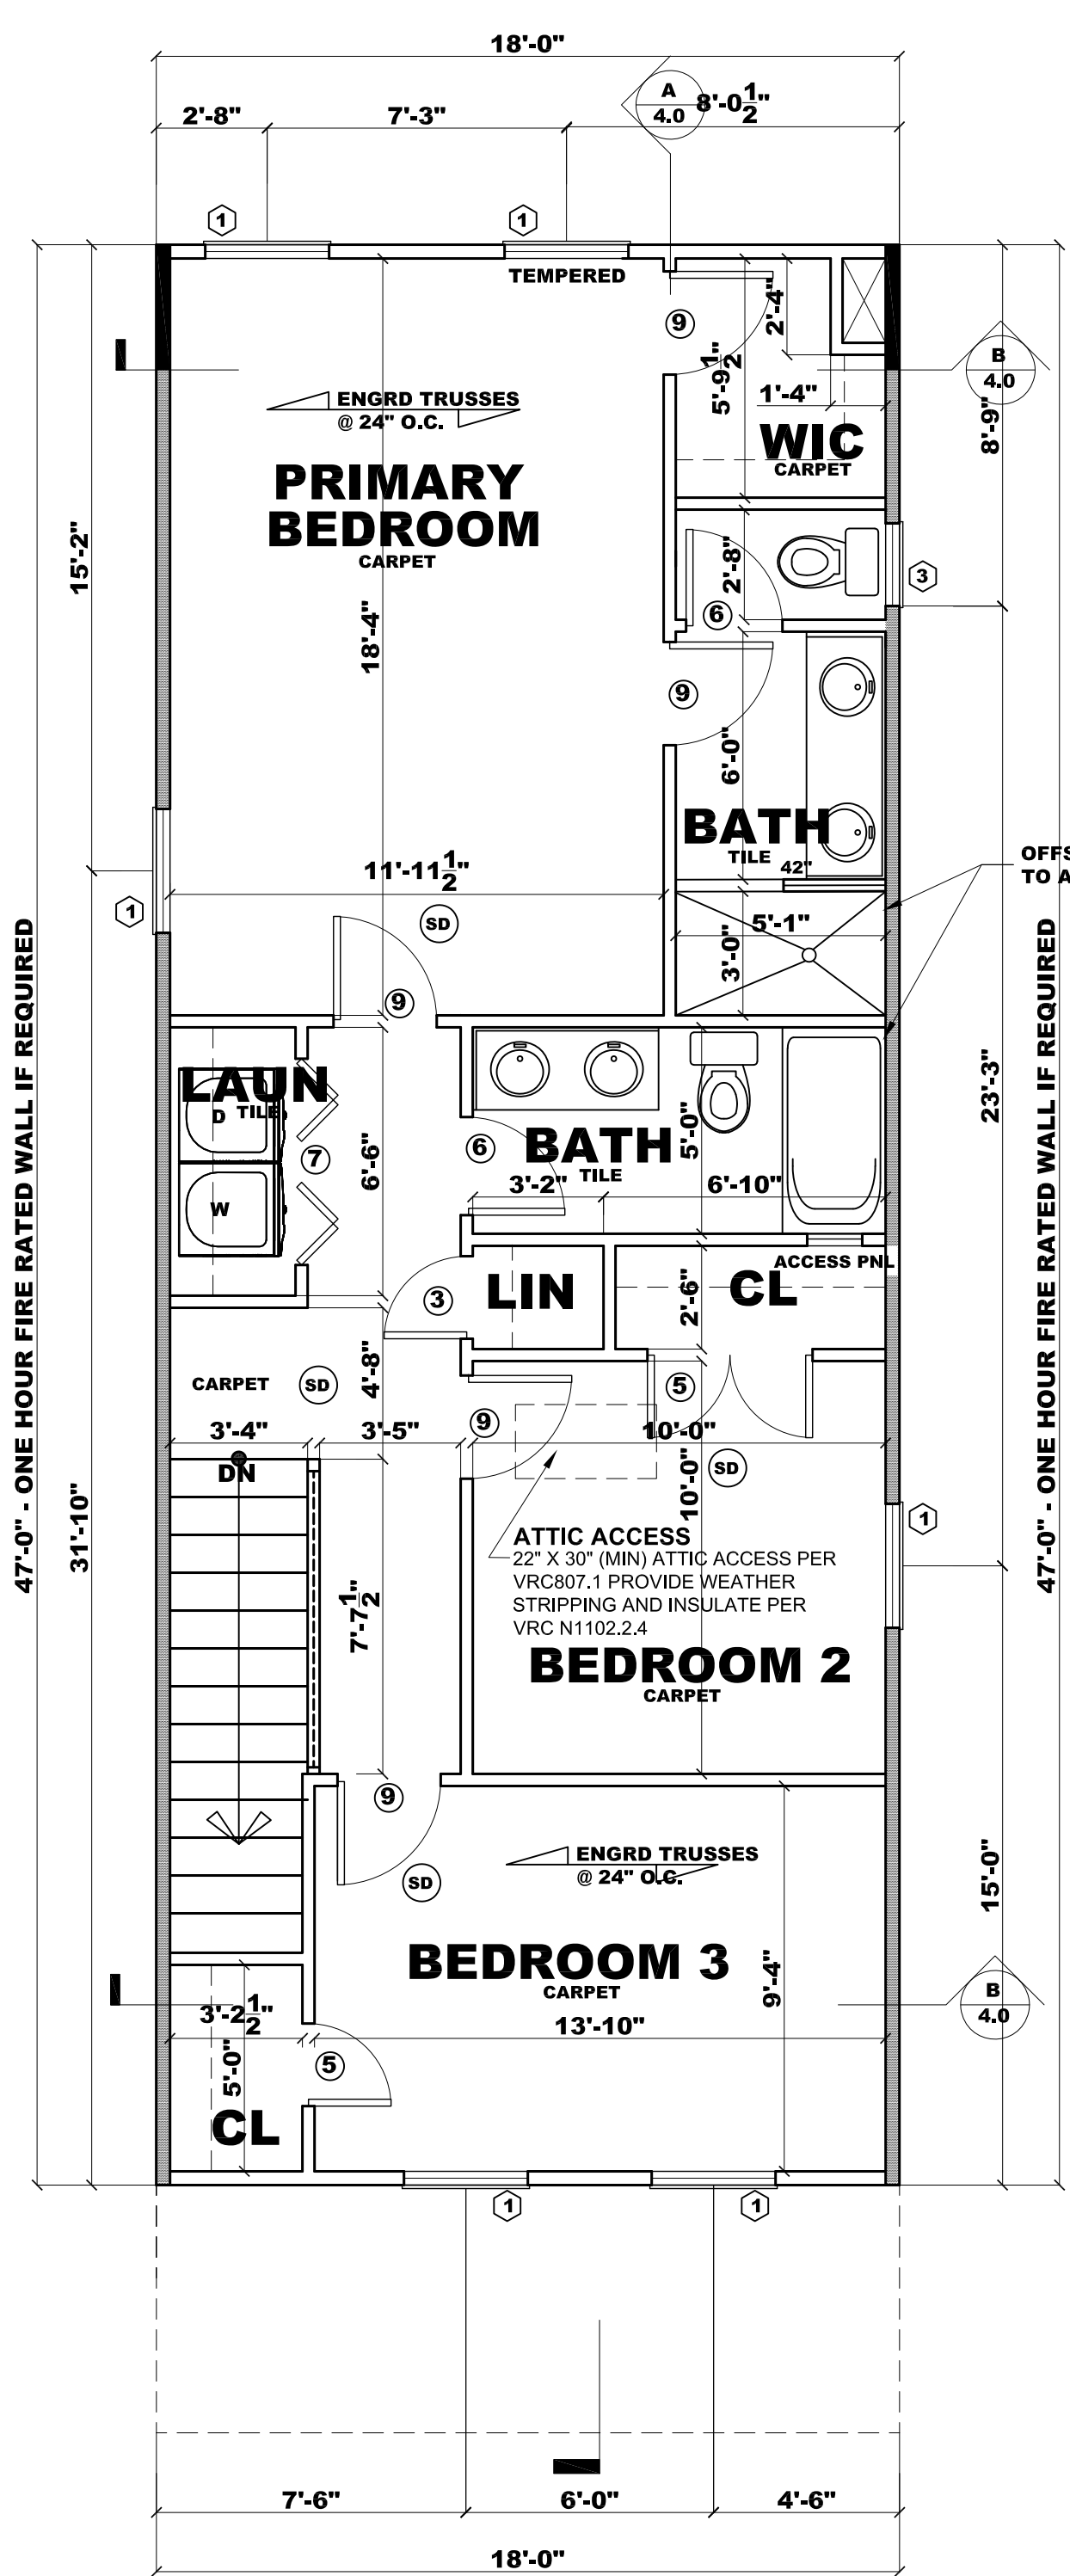 18'-0"
2'-8"
7'-3"
A
4.0
8'-0 1/2"
1
1
TEMPERED
9
2'-4"
5'-9 1/2"
1'-4"
B
4.0
8'-9"
ENGRD TRUSSES
@ 24" O.C.
WIC
CARPET
PRIMARY
BEDROOM
CARPET
15'-2"
18'-4"
2'-8"
3
6
9
6'-0"
BATH
TILE
42"
11'-11 1/2"
OFFS
TO A
1
SD
5'-1"
3'-0"
9
47'-0" - ONE HOUR FIRE RATED WALL IF REQUIRED
47'-0" - ONE HOUR FIRE RATED WALL IF REQUIRED
23'-3"
LAUN
TILE
D
W
7
6'-6"
6
BATH
TILE
5'-0"
3'-2"
6'-10"
ACCESS PNL
LIN
CL
2'-6"
3
4'-8"
CARPET
SD
5
3'-4"
3'-5"
9
10'-0"
DN
SD
10'-0"
31'-10"
1
ATTIC ACCESS
22" X 30" (MIN) ATTIC ACCESS PER
VRC807.1 PROVIDE WEATHER
STRIPPING AND INSULATE PER
VRC N1102.2.4
7'-7 1/2"
BEDROOM 2
CARPET
9
ENGRD TRUSSES
@ 24" O.C.
SD
15'-0"
BEDROOM 3
CARPET
9'-4"
B
4.0
3'-2 1/2"
13'-10"
5'-0"
5
CL
1
1
7'-6"
6'-0"
4'-6"
18'-0"